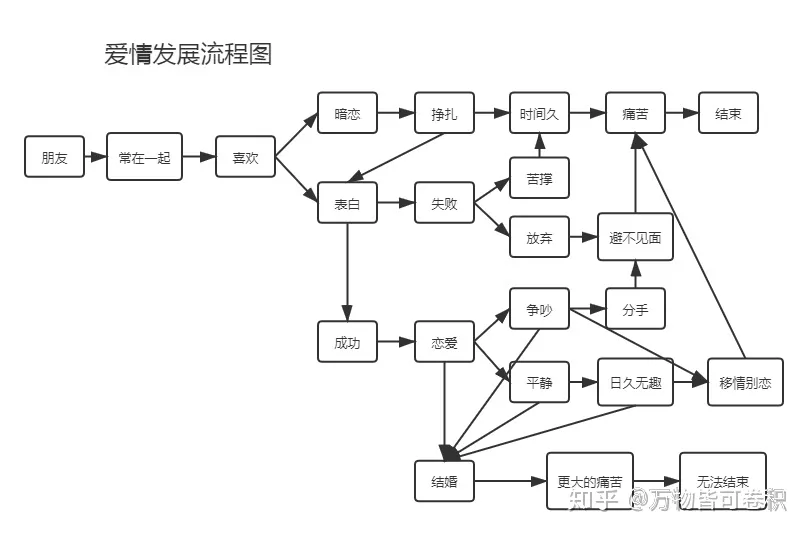 爱情发展流程图
暗恋
挣扎
时间久
痛苦
结束
朋友
常在一起
喜欢
苦撑
表白
失败
放弃
避不见面
争吵
分手
成功
恋爱
平静
日久无趣
移情别恋
结婚
更大的痛苦
无法结束
知乎 @万物皆可卷积